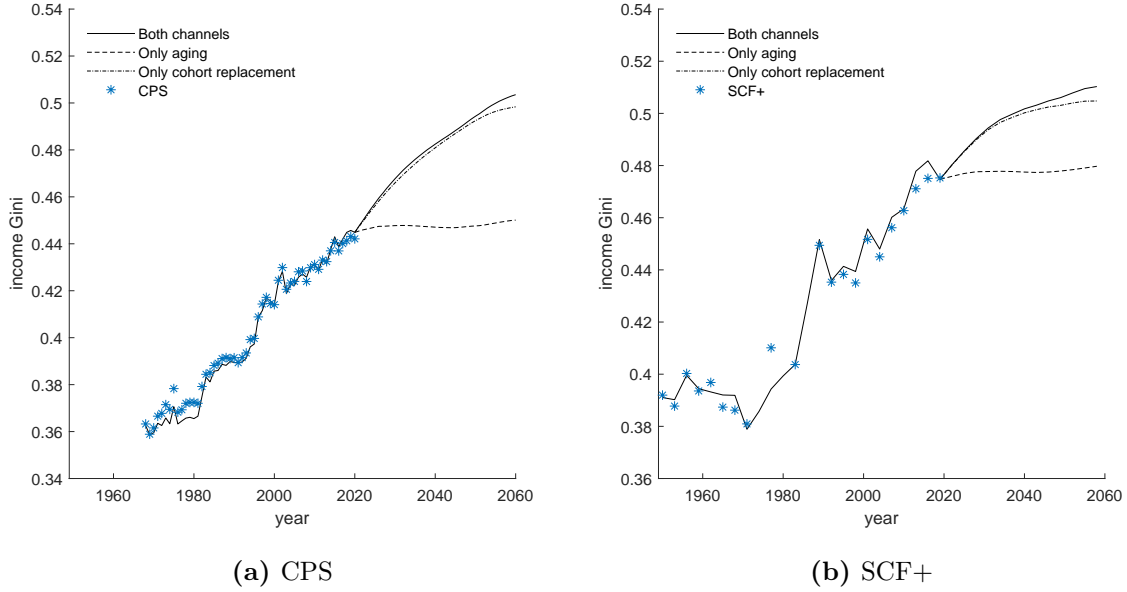 0.54
0.52
0.5
0.48
0.46
0.44
0.42
0.4
0.38
0.36
0.34
income Gini
Both channels
Only aging
Only cohort replacement
CPS
1960 1980 2000 2020 2040 2060
year
(a) CPS
0.54
0.52
0.5
0.48
0.46
0.44
0.42
0.4
0.38
0.36
income Gini
Both channels
Only aging
Only cohort replacement
SCF+
1960 1980 2000 2020 2040 2060
year
(b) SCF+